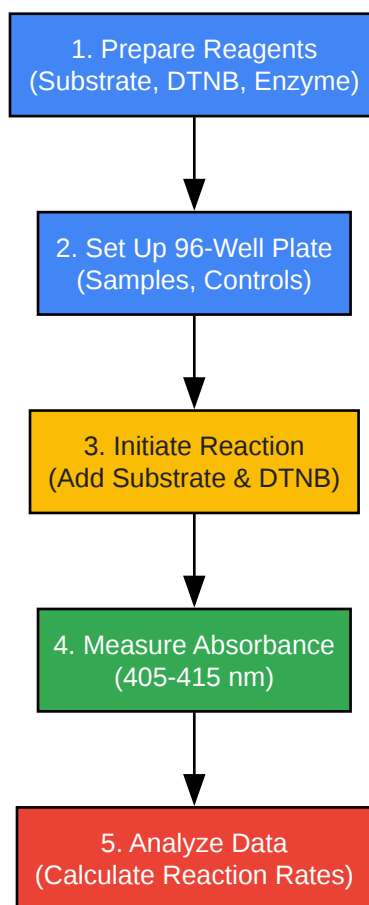 1. Prepare Reagents
(Substrate, DTNB, Enzyme)
2. Set Up 96-Well Plate
(Samples, Controls)
3. Initiate Reaction
(Add Substrate & DTNB)
4. Measure Absorbance
(405-415 nm)
5. Analyze Data
(Calculate Reaction Rates)